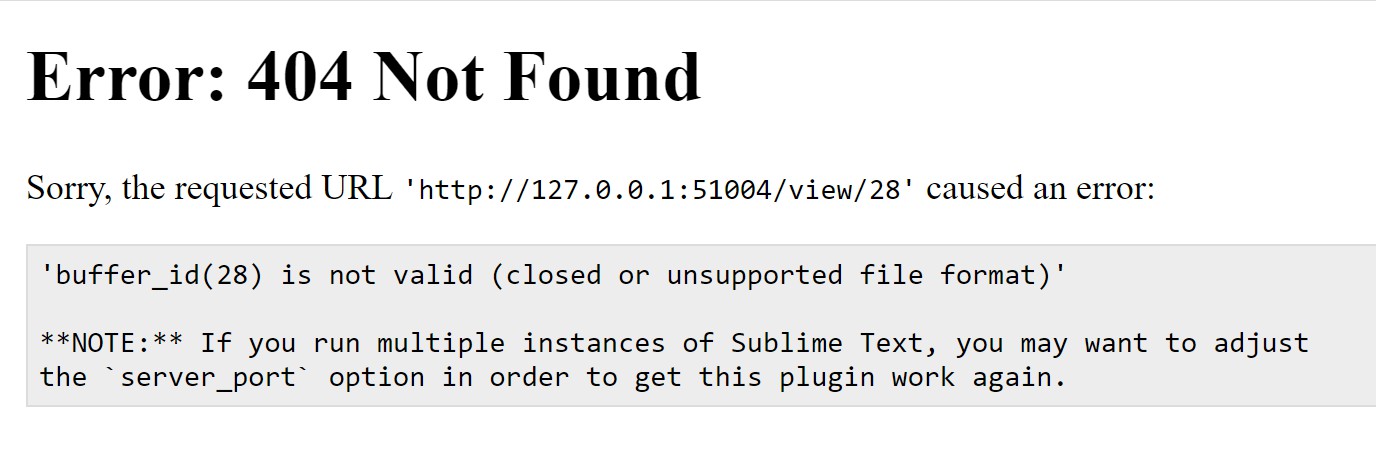 Error: 404 Not Found
Sorry, the requested URL 'http://127.0.0.1:51004/view/28' caused an error:
'buffer_id(28) is not valid (closed or unsupported file format)'
**NOTE:** If you run multiple instances of Sublime Text, you may want to adjust
the `server_port` option in order to get this plugin work again.